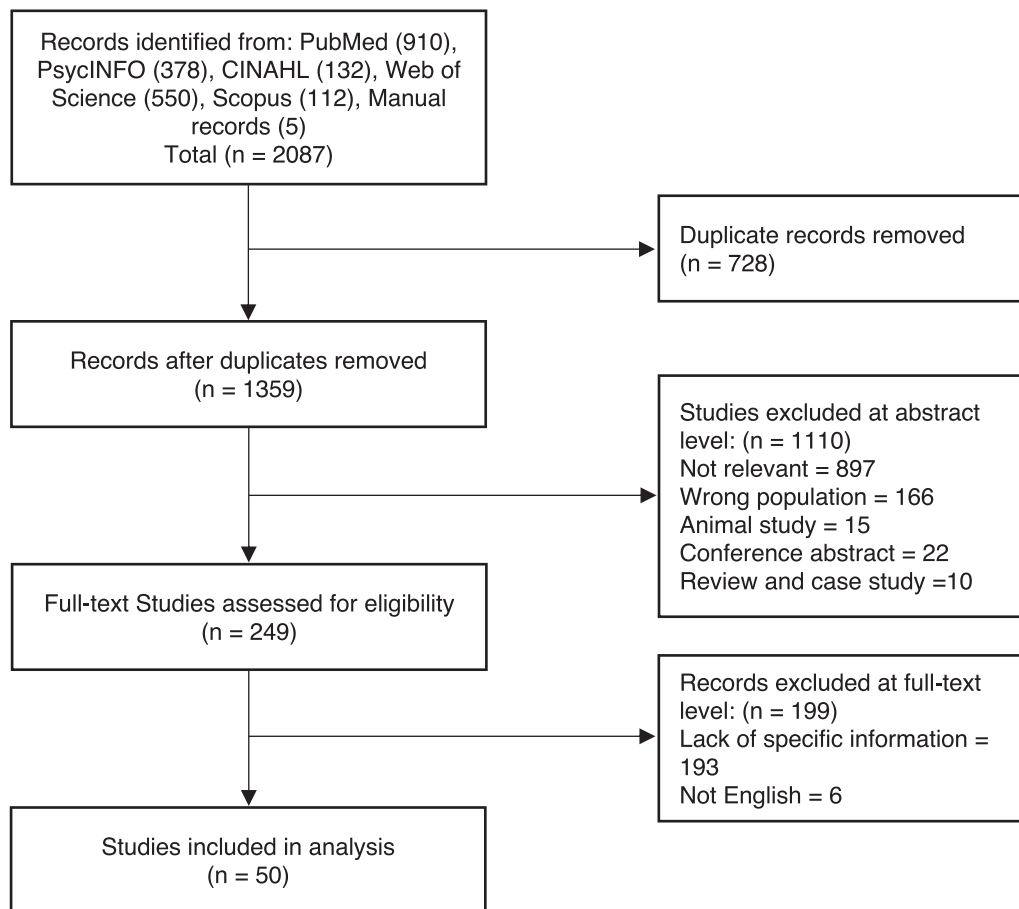 Records identified from: PubMed (910),
PsycINFO (378), CINAHL (132), Web of
Science (550), Scopus (112), Manual
records (5)
Total (n = 2087)
Duplicate records removed
(n = 728)
Records after duplicates removed
(n = 1359)
Studies excluded at abstract
level: (n = 1110)
Not relevant = 897
Wrong population = 166
Animal study = 15
Conference abstract = 22
Review and case study =10
Full-text Studies assessed for eligibility
(n = 249)
Records excluded at full-text
level: (n = 199)
Lack of specific information =
193
Not English = 6
Studies included in analysis
(n = 50)